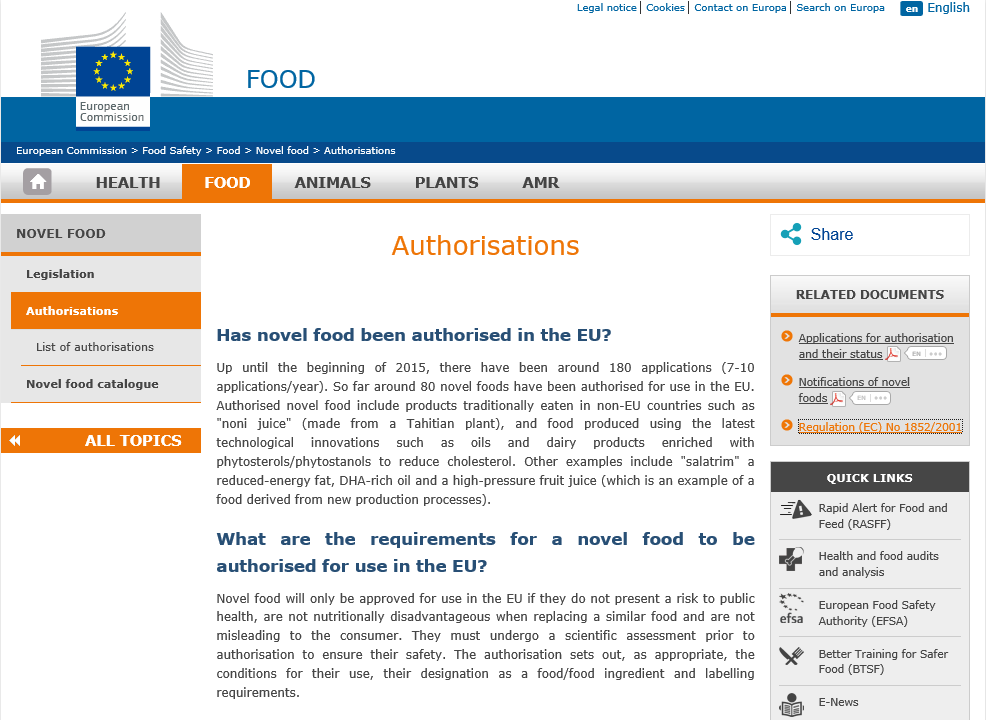 Legal notice | Cookies | Contact on Europa | Search on Europa en English
European
Commission
FOOD
European Commission > Food Safety > Food > Novel food > Authorisations
HEALTH FOOD ANIMALS PLANTS AMR
NOVEL FOOD
Legislation
Authorisations
List of authorisations
Novel food catalogue
ALL TOPICS
Authorisations
Has novel food been authorised in the EU?
Up until the beginning of 2015, there have been around 180 applications (7-10
applications/year). So far around 80 novel foods have been authorised for use in the EU.
Authorised novel food include products traditionally eaten in non-EU countries such as
"noni juice" (made from a Tahitian plant), and food produced using the latest
technological innovations such as oils and dairy products enriched with
phytosterols/phytostanols to reduce cholesterol. Other examples include "salatrim" a
reduced-energy fat, DHA-rich oil and a high-pressure fruit juice (which is an example of a
food derived from new production processes).
What are the requirements for a novel food to be
authorised for use in the EU?
Novel food will only be approved for use in the EU if they do not present a risk to public
health, are not nutritionally disadvantageous when replacing a similar food and are not
misleading to the consumer. They must undergo a scientific assessment prior to
authorisation to ensure their safety. The authorisation sets out, as appropriate, the
conditions for their use, their designation as a food/food ingredient and labelling
requirements.
Share
RELATED DOCUMENTS
Applications for authorisation
and their status EN
Notifications of novel
foods EN
Regulation (EC) No 1852/2001
QUICK LINKS
Rapid Alert for Food and
Feed (RASFF)
Health and food audits
and analysis
efsa
European Food Safety
Authority (EFSA)
Better Training for Safer
Food (BTSF)
E-News